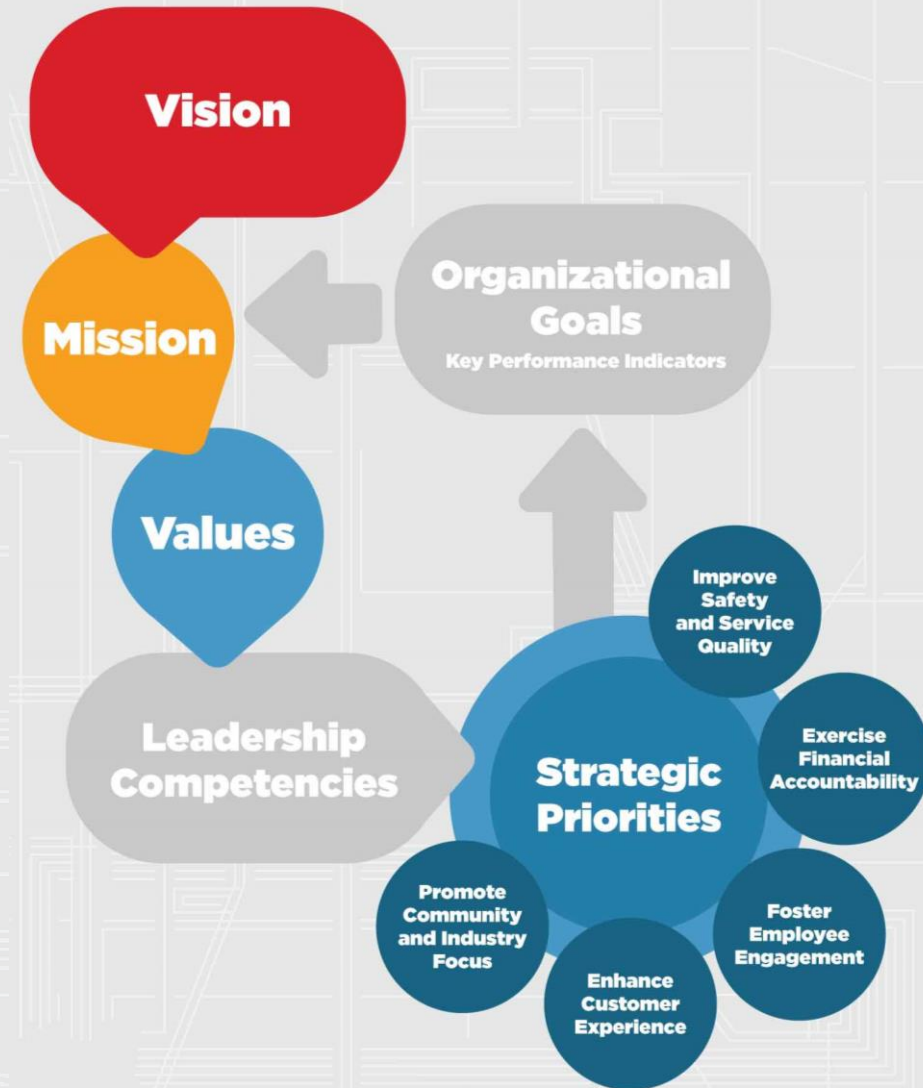 Vision
Mission
Organizational
Goals
Key Performance Indicators
Values
Leadership
Competencies
Strategic
Priorities
Improve
Safety
and Service
Quality
Exercise
Financial
Accountability
Foster
Employee
Engagement
Enhance
Customer
Experience
Promote
Community
and Industry
Focus